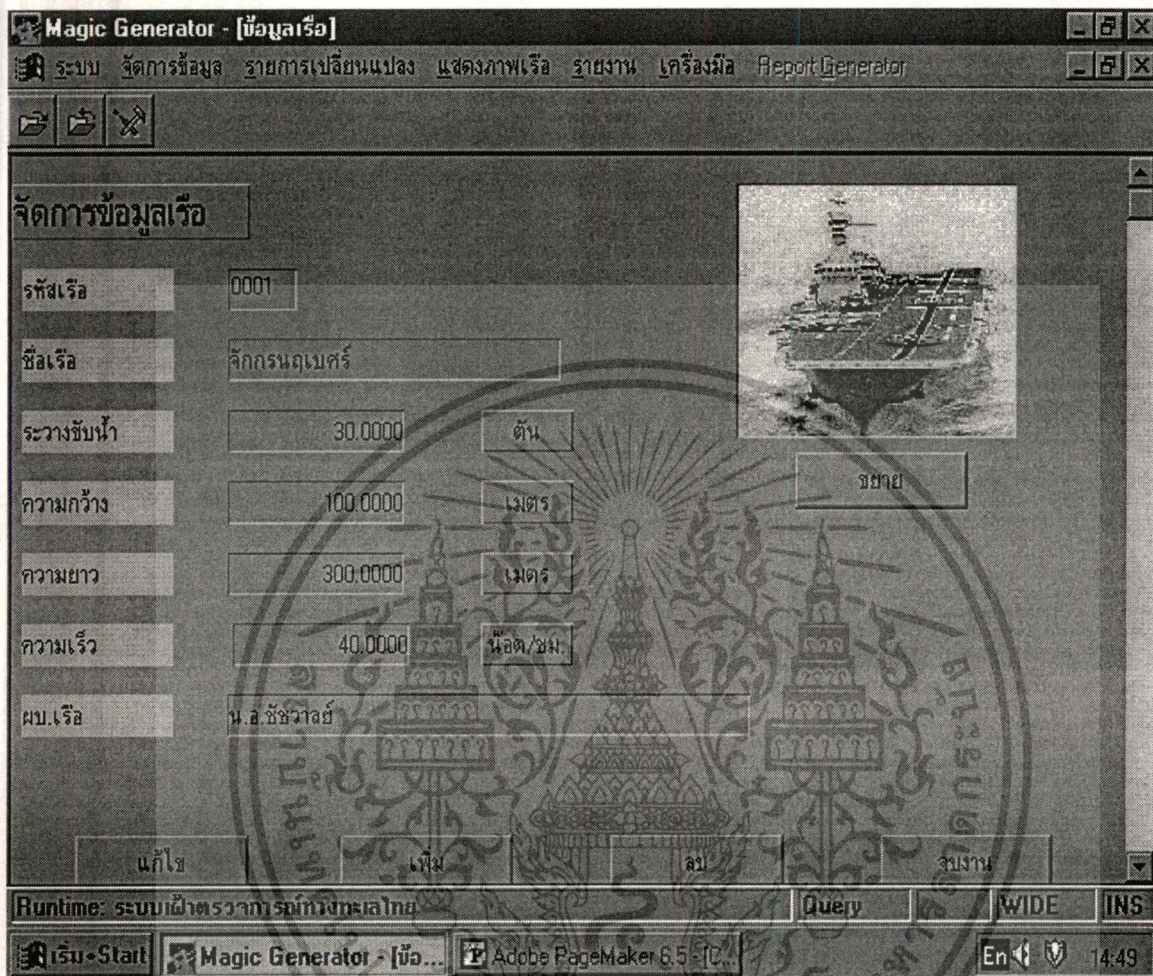 Magic Generator - [ข้อมูลเรือ]
ระบบ จัดการข้อมูล รายการเปลี่ยนแปลง แสดงภาพเรือ รายงาน เครื่องมือ Report Generator
จัดการข้อมูลเรือ
รหัสเรือ 0001
ชื่อเรือ จักกรนฤเบศร์
ระวางขับน้ำ 30.0000 ตัน
ขยาย
ความกว้าง 100.0000 เมตร
ความยาว 300.0000 เมตร
ความเร็ว 40.0000 น๊อต/ชม.
ผบ.เรือ น.อ.ชัชวาลย์
แก้ไข เพิ่ม ลบ จบงาน
Runtime: ระบบเฝ้าตรวจการณ์ทางทะเลไทย Query WIDE INS
เริ่ม•Start Magic Generator - [ข้อ... Adobe PageMaker 6.5 - [C... En 14:49